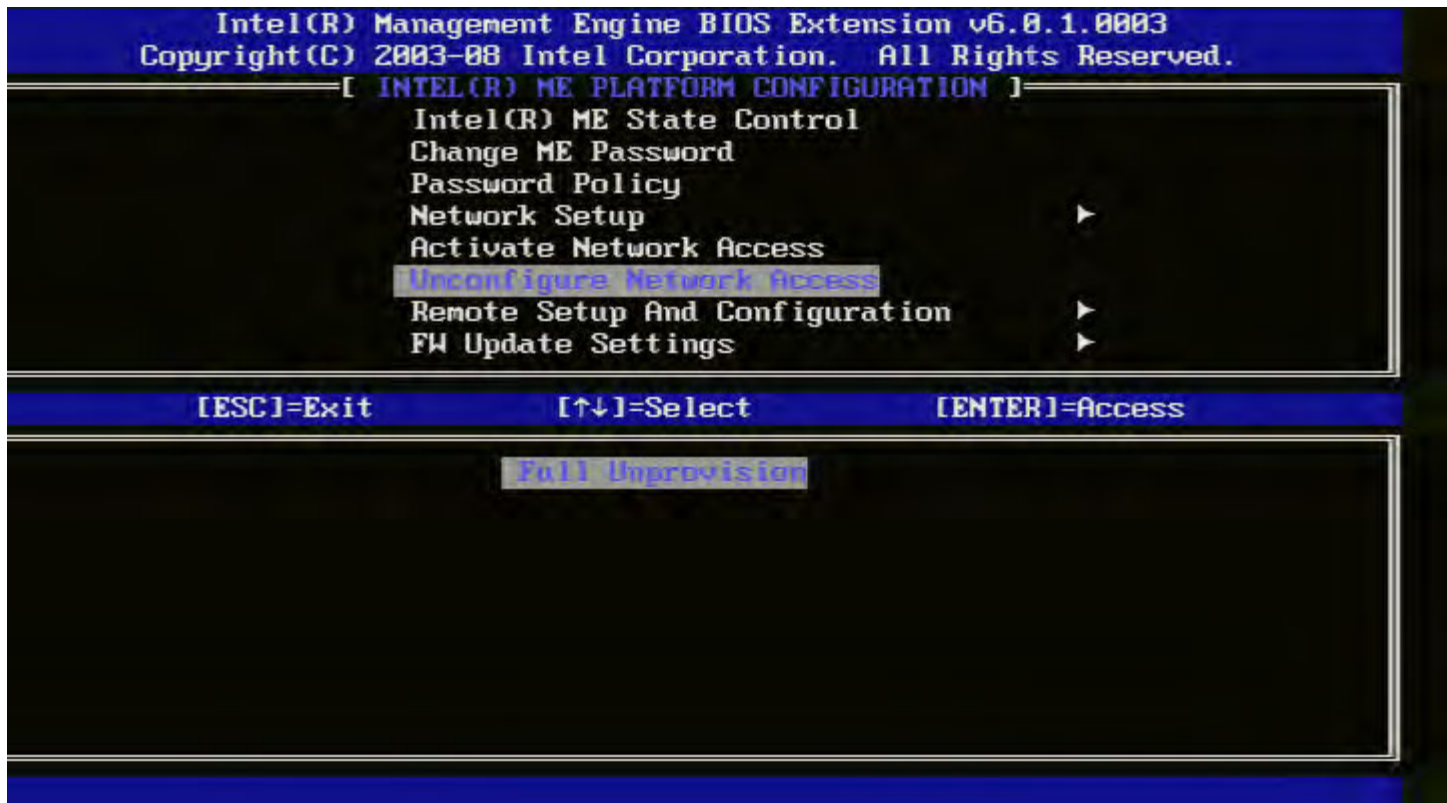 Intel(R) Management Engine BIOS Extension v6.0.1.0003
Copyright(C) 2003-08 Intel Corporation.  All Rights Reserved.
[ INTEL(R) ME PLATFORM CONFIGURATION ]
Intel(R) ME State Control
Change ME Password
Password Policy
Network Setup ►
Activate Network Access
Unconfigure Network Access
Remote Setup And Configuration ►
FW Update Settings ►
[ESC]=Exit [↑↓]=Select [ENTER]=Access
Full Unprovision